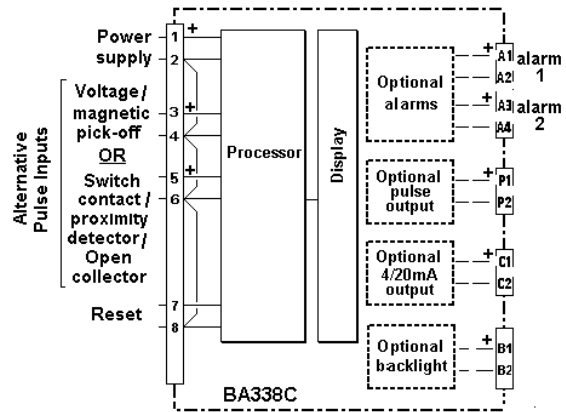 Power
supply
1 +
2
Alternative
Pulse Inputs
Voltage /
magnetic
pick-off
OR
Switch
contact /
proximity
detector /
Open
collector
3 +
4
5 +
6
Reset
7
8
Processor
Display
Optional
alarms
+ A1
A2
alarm
1
+ A3
A4
alarm
2
Optional
pulse
output
+ P1
P2
Optional
4/20mA
output
+ C1
C2
Optional
backlight
+ B1
B2
BA338C